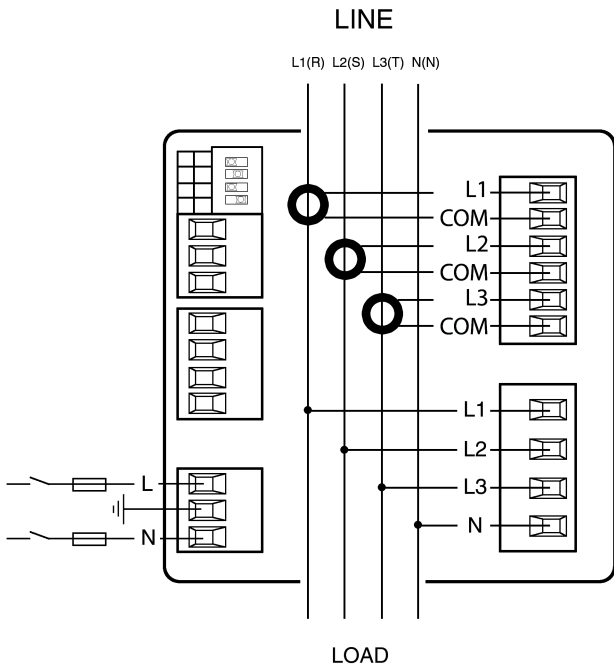 LINE
L1(R) L2(S) L3(T) N(N)
L1
COM
L2
COM
L3
COM
L1
L2
L3
N
L
N
LOAD